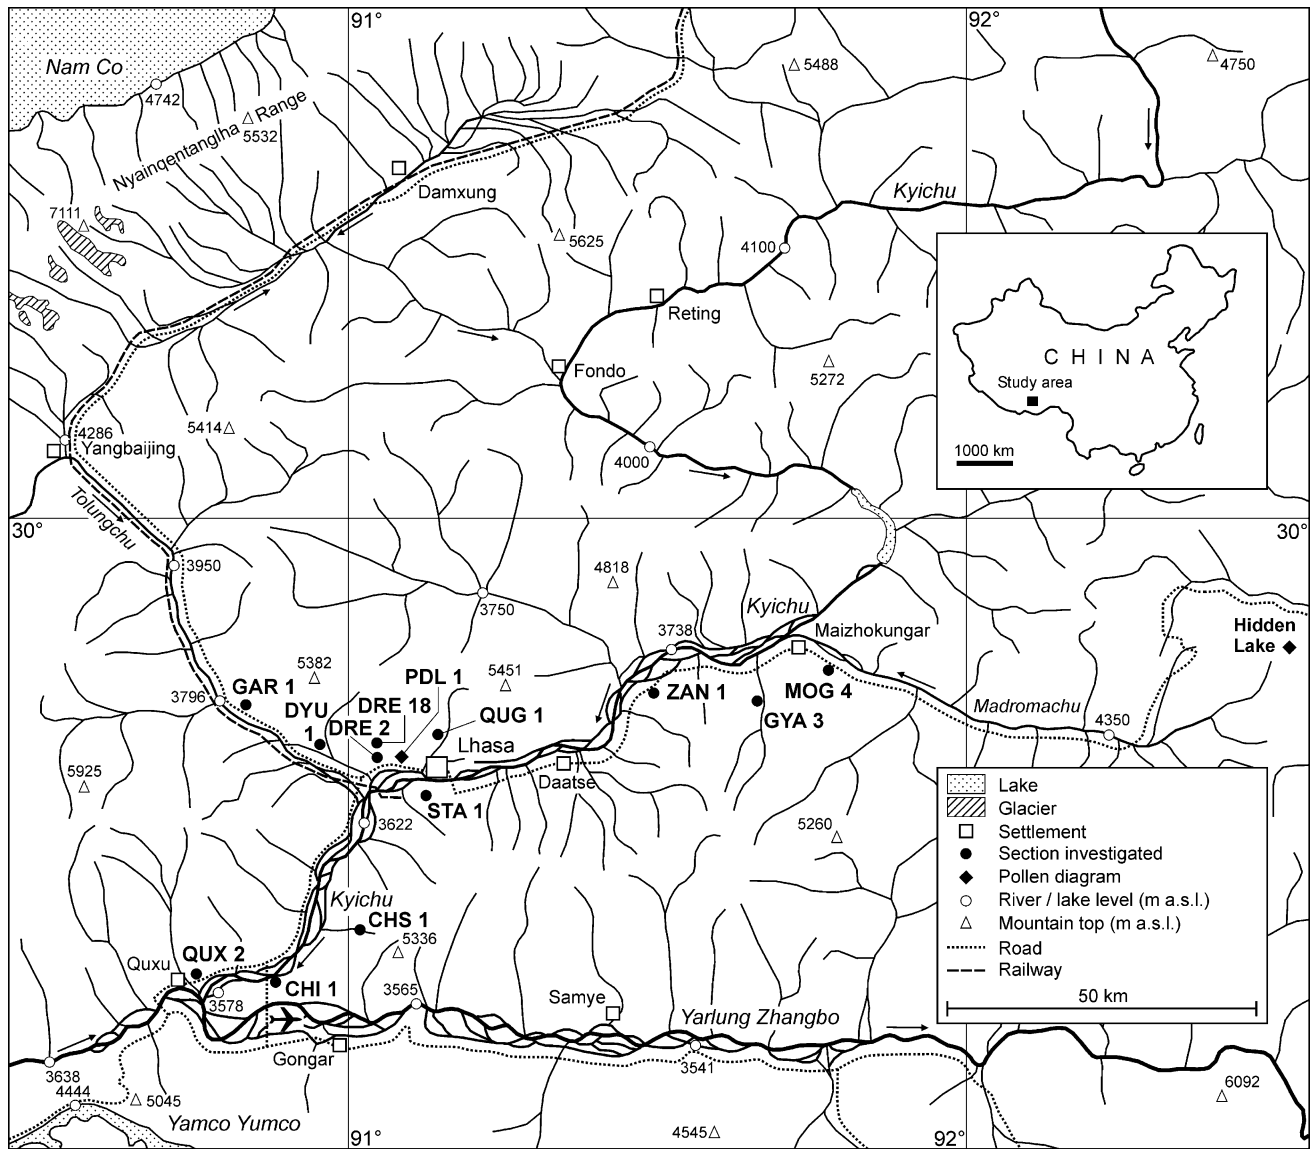 91°
92°
Nam Co
4742
5488
4750
Nyainqentanglha Range
5532
Damxung
Kyichu
7111
5625
4100
Reting
Fondo
5272
CHINA
Study area
1000 km
5414
4286
Yangbaijing
4000
Tolungchu
30°
30°
3950
4818
3750
Kyichu
3738
Maizhokungar
Hidden
Lake
5382
PDL 1
5451
3796
GAR 1
DYU
1
DRE 18
DRE 2
QUG 1
ZAN 1
MOG 4
GYA 3
Madromachu
4350
Lhasa
Daatse
5925
STA 1
3622
5260
Lake
Glacier
Settlement
Section investigated
Pollen diagram
River / lake level (m a.s.l.)
Mountain top (m a.s.l.)
Road
Railway
50 km
Kyichu
CHS 1
5336
QUX 2
Quxu
CHI 1
3578
3565
Samye
Yarlung Zhangbo
Gongar
3541
3638
4444
5045
6092
Yamco Yumco
4545
91°
92°